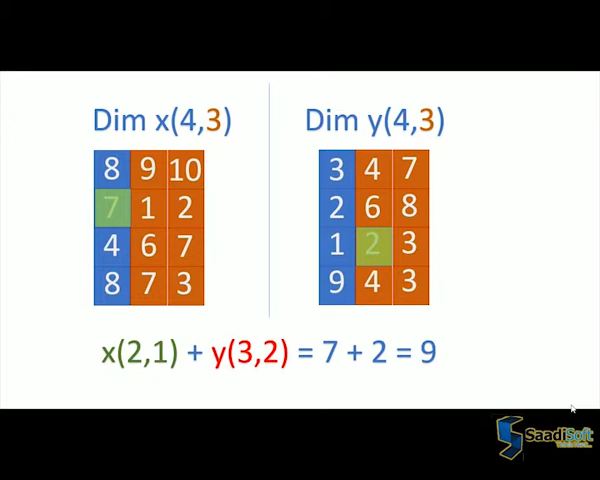 Dim x(4,3)
8 9 10
7 1 2
4 6 7
8 7 3
Dim y(4,3)
3 4 7
2 6 8
1 2 3
9 4 3
x(2,1) + y(3,2) = 7 + 2 = 9
SaadiSoft